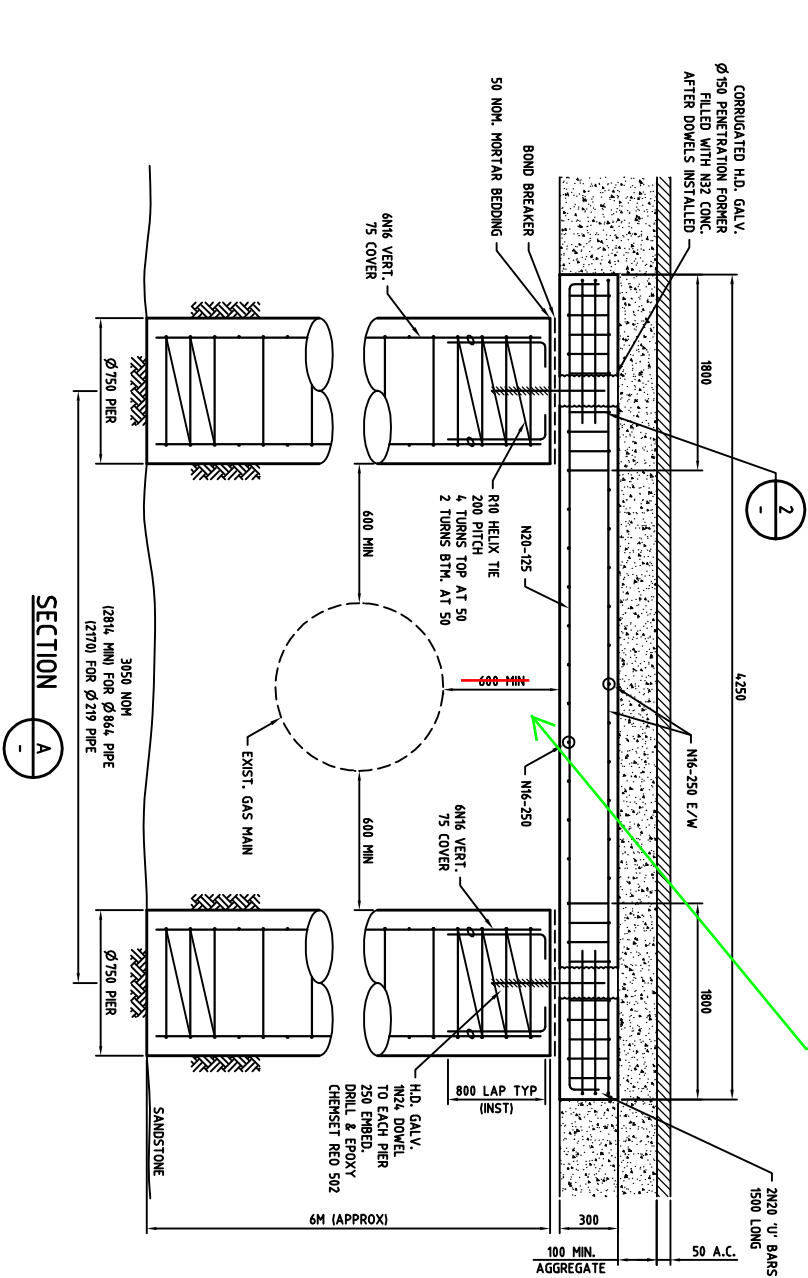 CORRUGATED H.D. GALV.
Ø150 PENETRATION FORMER
FILLED WITH N32 CONC.
AFTER DOWELS INSTALLED
BOND BREAKER
50 NOM. MORTAR BEDDING
6N16 VERT.
75 COVER
1800
4250
1800
2
-
2N20 'U' BARS
1500 LONG
N16-250 E/W
N20-125
N16-250
R10 HELIX TIE
200 PITCH
4 TURNS TOP AT 50
2 TURNS BTM. AT 50
600 MIN
600 MIN
600 MIN
EXIST. GAS MAIN
6N16 VERT.
75 COVER
H.D. GALV.
1N24 DOWEL
TO EACH PIER
250 EMBED.
DRILL & EPOXY
CHEMSET REO 502
800 LAP TYP
(INST)
50 A.C.
100 MIN.
AGGREGATE
300
6M (APPROX)
SANDSTONE
Ø750 PIER
Ø750 PIER
3050 NOM
(2814 MIN) FOR Ø864 PIPE
(2170) FOR Ø219 PIPE
SECTION
A
-